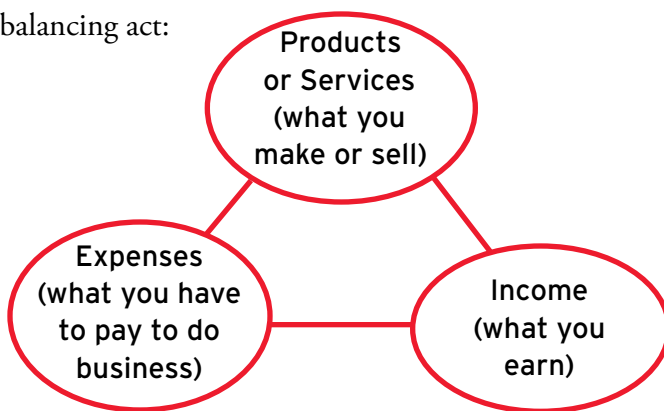 balancing act:
Products
or Services
(what you
make or sell)
Expenses
(what you have
to pay to do
business)
Income
(what you
earn)